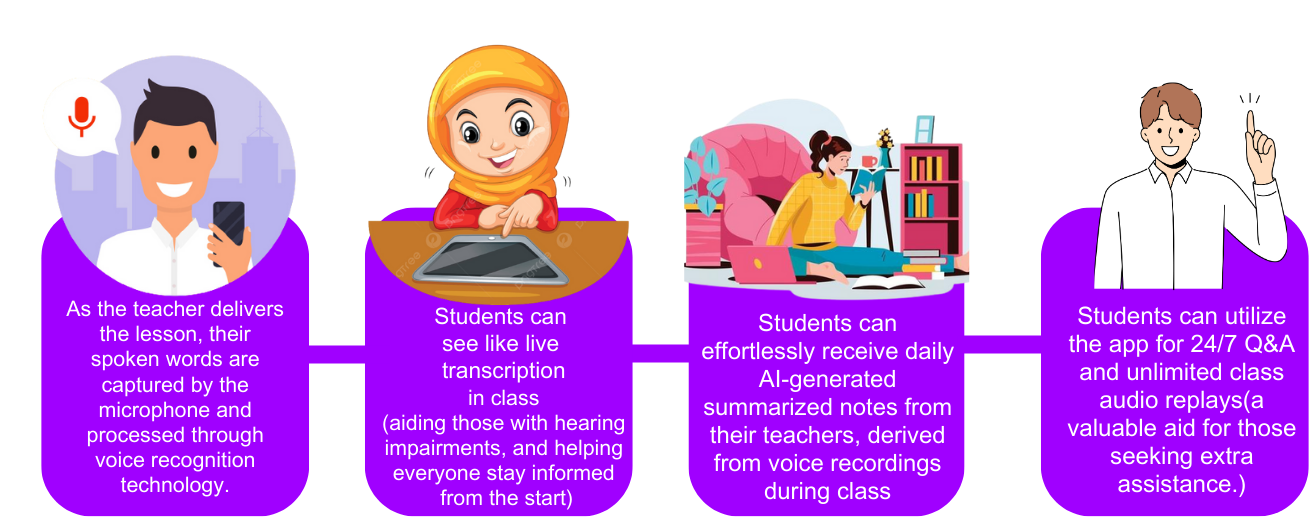 As the teacher delivers
the lesson, their
spoken words are
captured by the
microphone and
processed through
voice recognition
technology.
Students can
see like live
transcription
in class
(aiding those with hearing
impairments, and helping
everyone stay informed
from the start)
Students can
effortlessly receive daily
AI-generated
summarized notes from
their teachers, derived
from voice recordings
during class
Students can utilize
the app for 24/7 Q&A
and unlimited class
audio replays(a
valuable aid for those
seeking extra
assistance.)